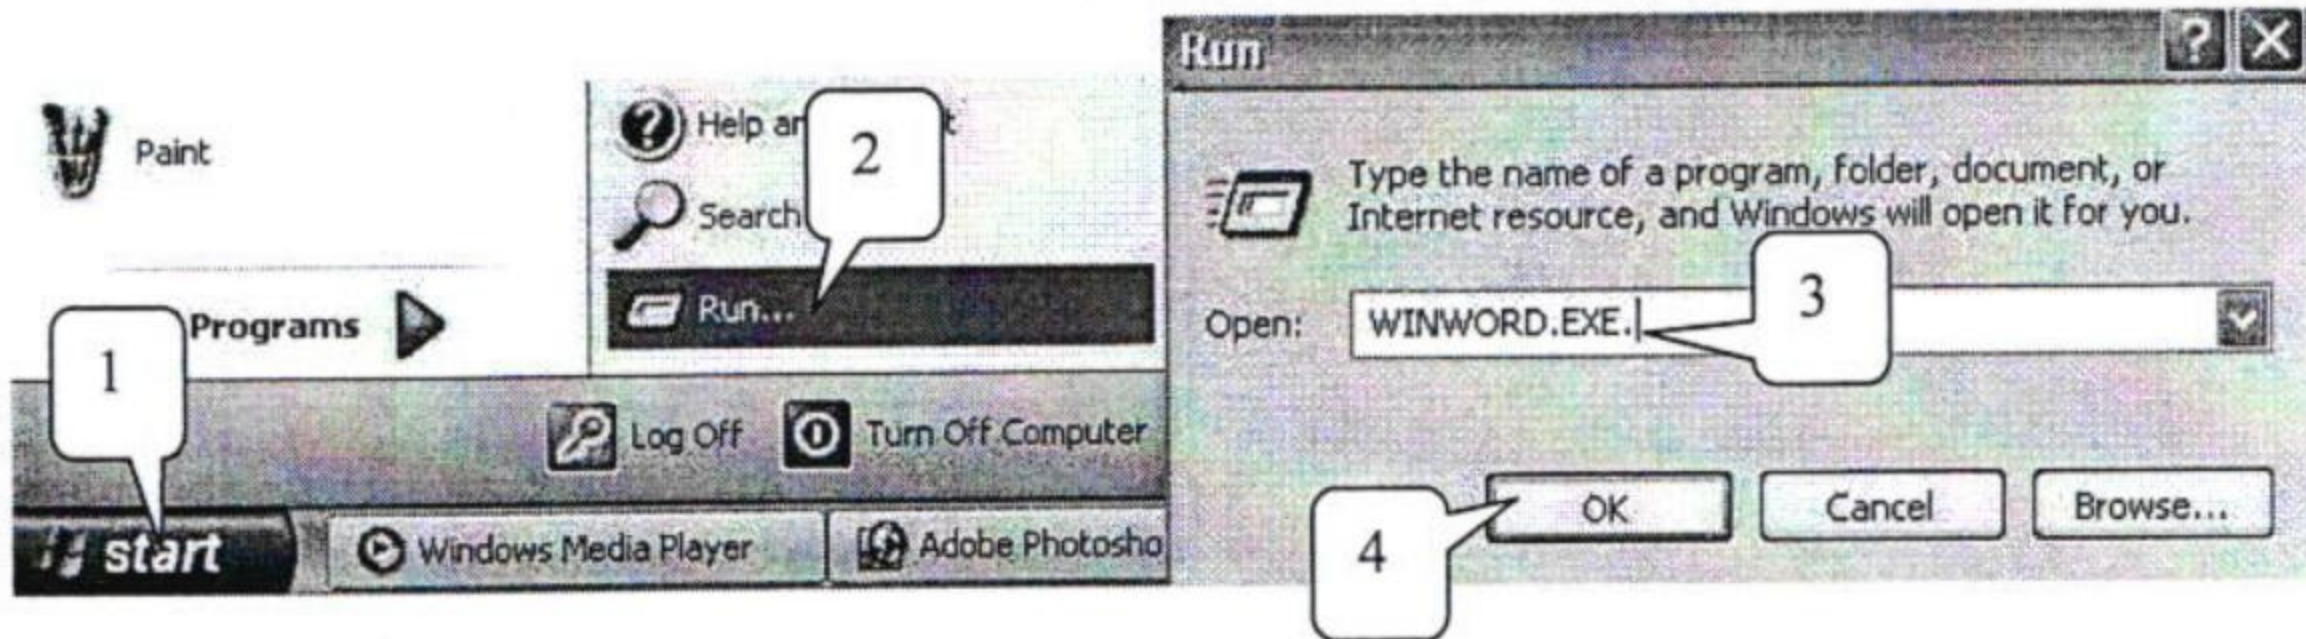 Paint
Help an
2
t
Search
Run...
1
Programs
Log Off
Turn Off Computer
start
Windows Media Player
Adobe Photosho
Run
Type the name of a program, folder, document, or
Internet resource, and Windows will open it for you.
Open:
WINWORD.EXE.
3
4
OK
Cancel
Browse...